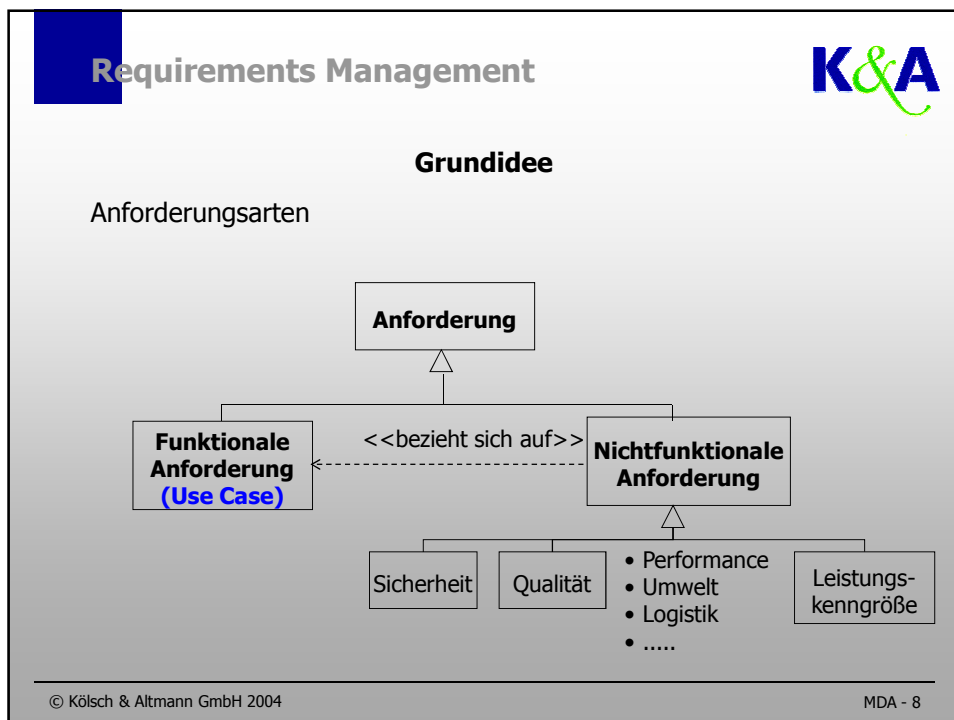 Requirements Management
K&A
Grundidee
Anforderungsarten
Anforderung
Funktionale
Anforderung
(Use Case)
<<bezieht sich auf>>
Nichtfunktionale
Anforderung
Sicherheit
Qualität
• Performance
• Umwelt
• Logistik
• .....
Leistungs-
kenngröße
© Kölsch & Altmann GmbH 2004
MDA - 8